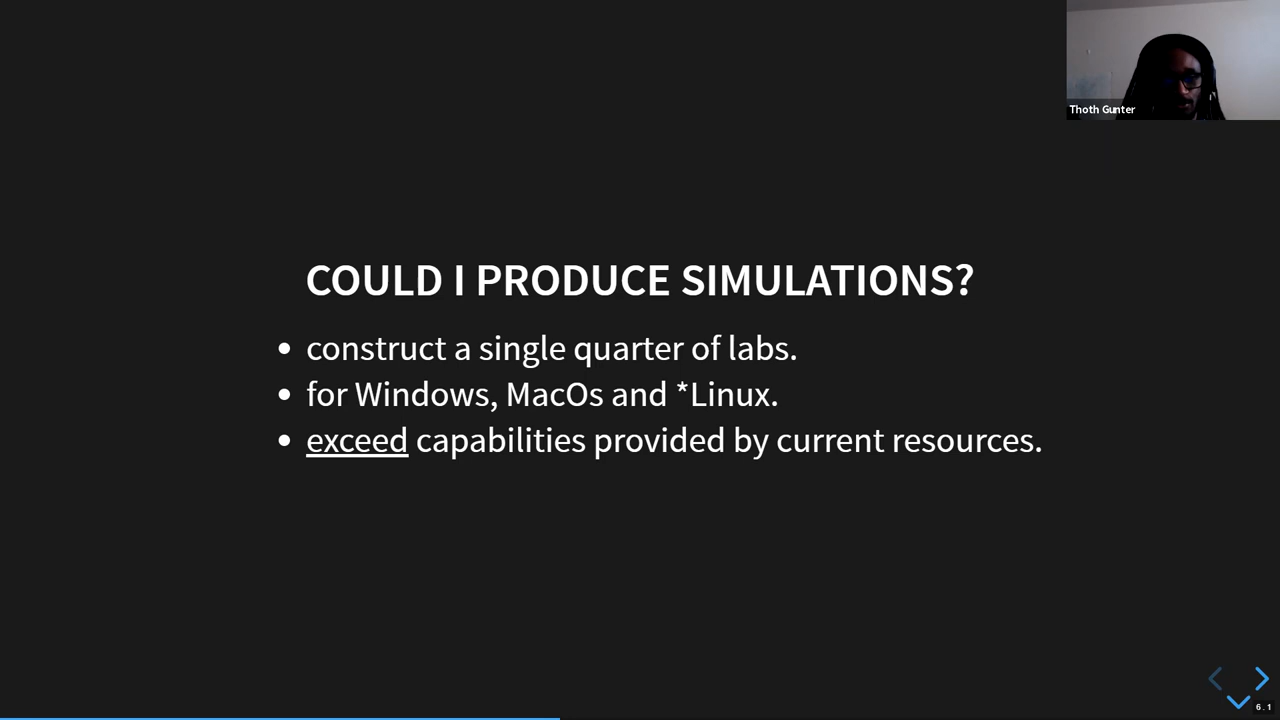 Thoth Gunter
COULD I PRODUCE SIMULATIONS?
• construct a single quarter of labs.
• for Windows, MacOs and *Linux.
• exceed capabilities provided by current resources.
6.1